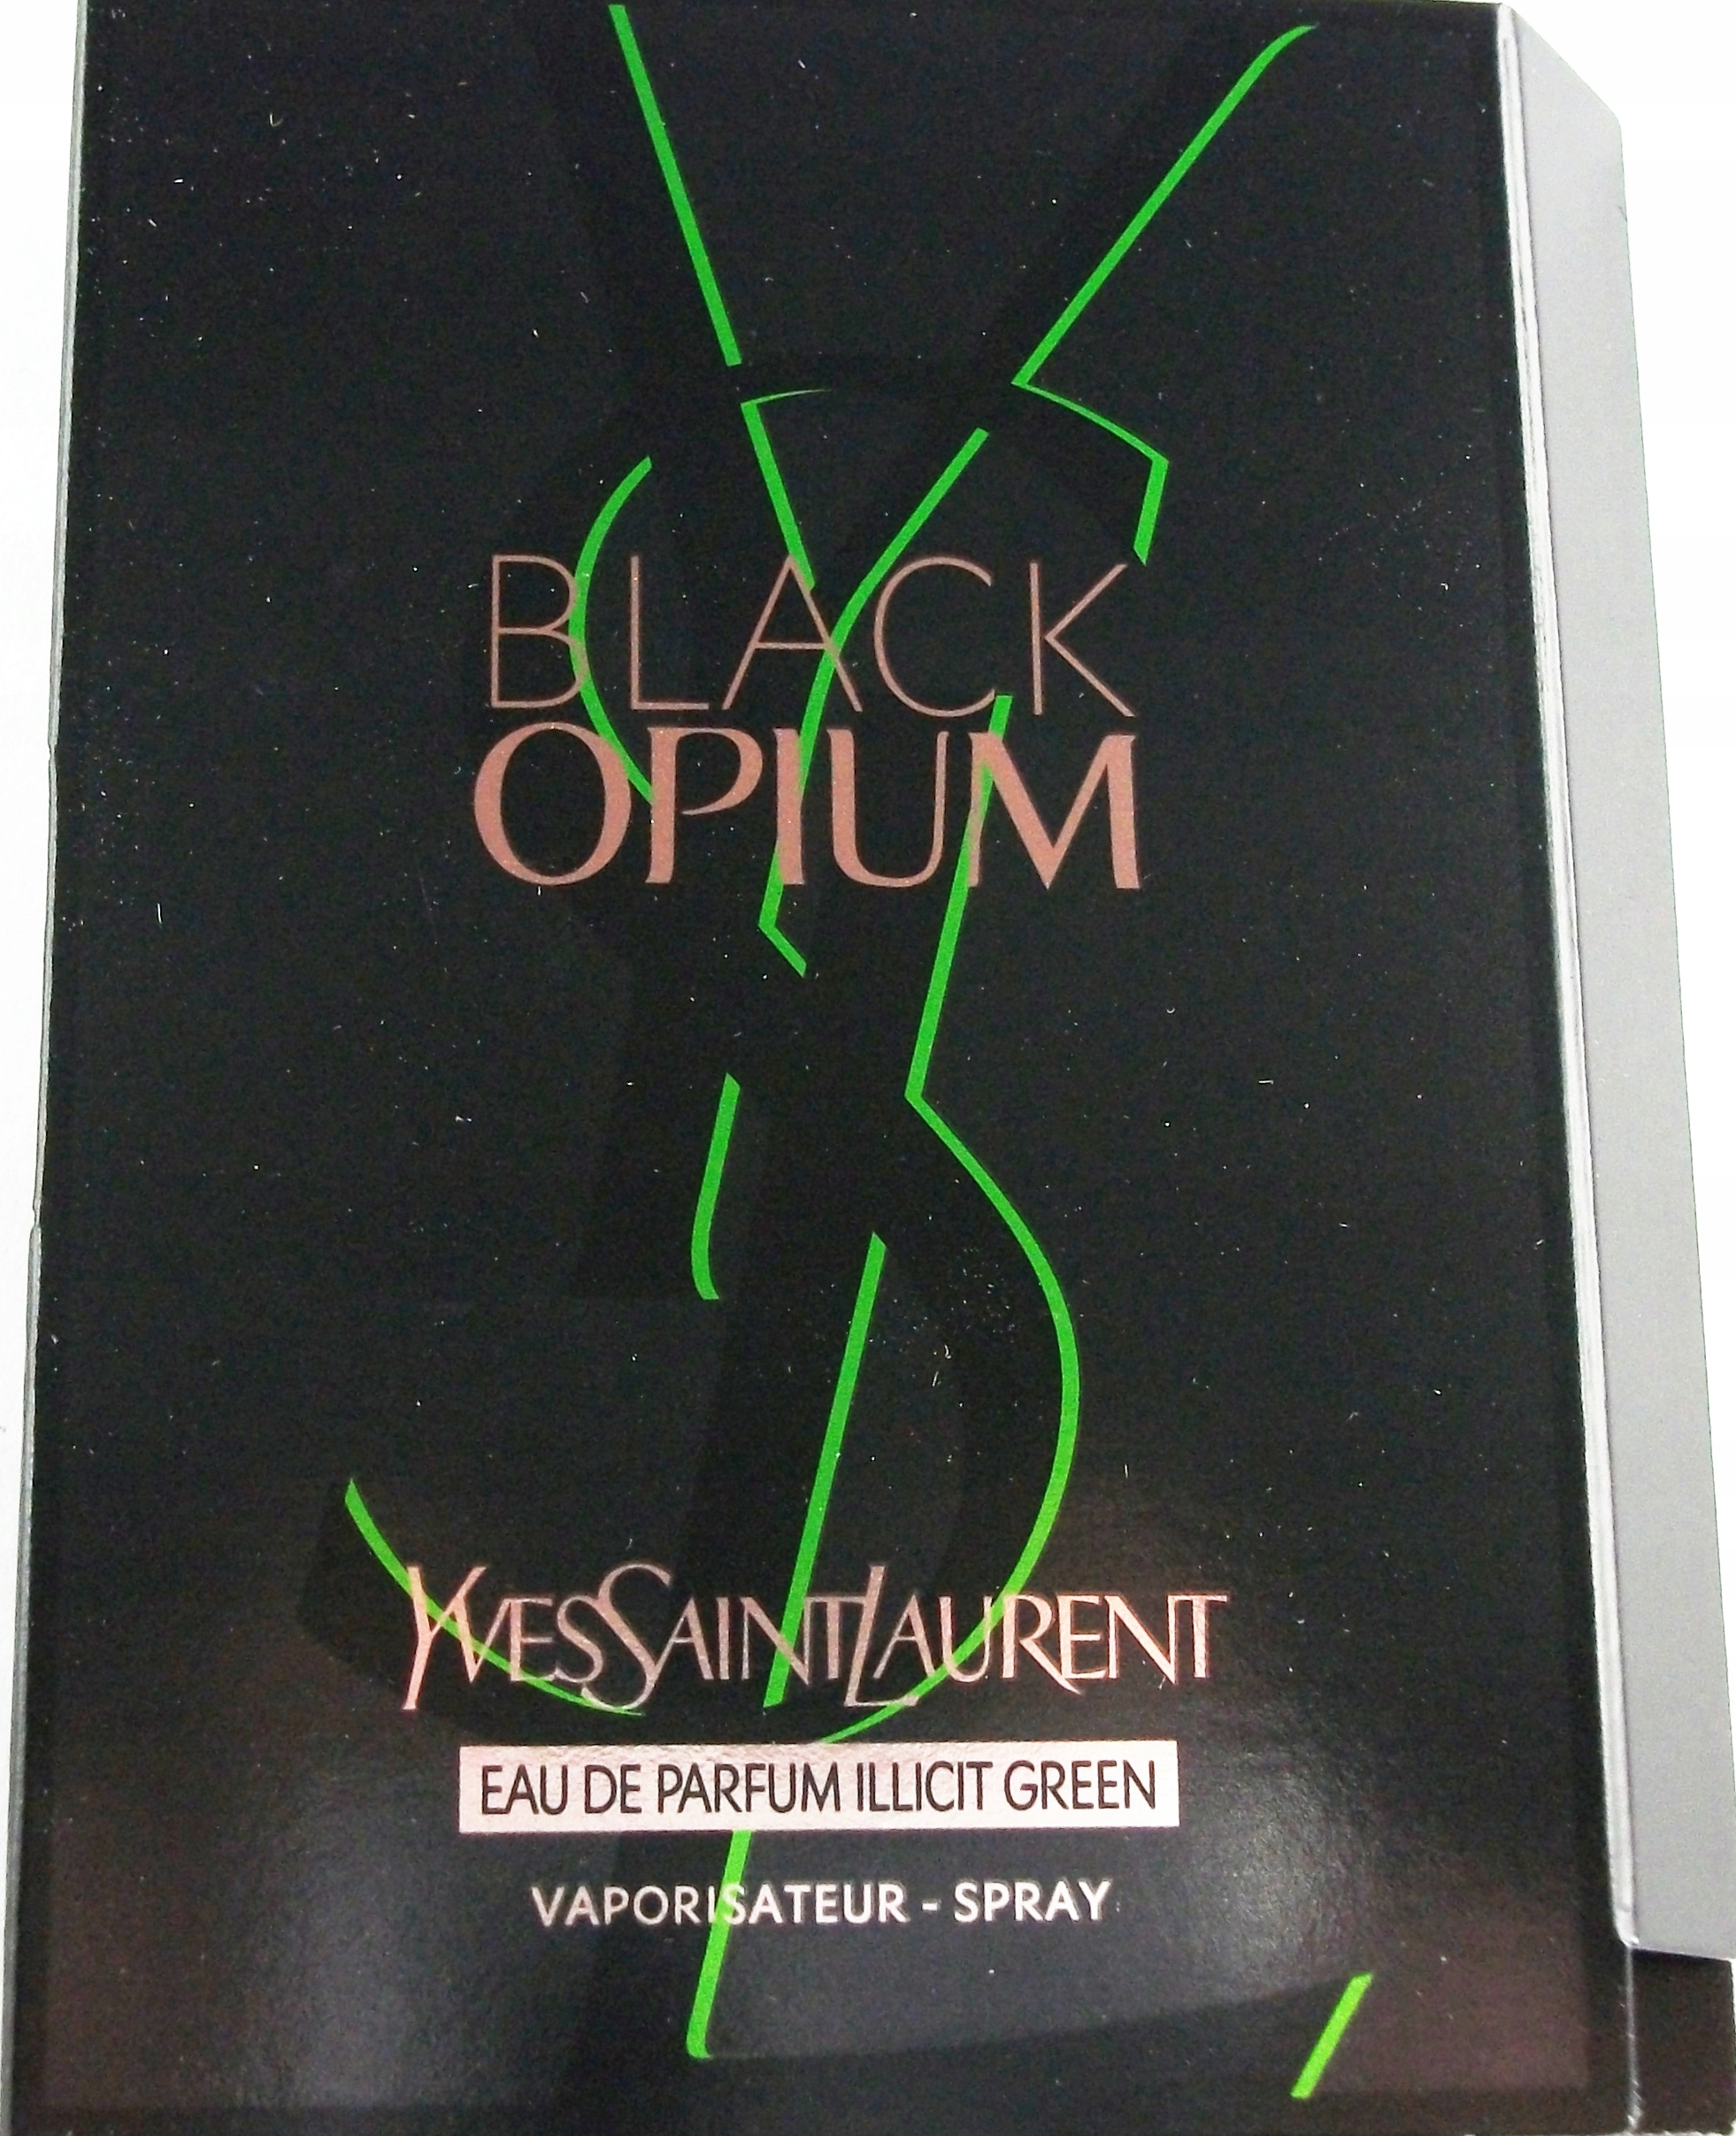 BLACK
OPIUM
YVESSAINTLAURENT
EAU DE PARFUM ILLICIT GREEN
VAPORISATEUR - SPRAY